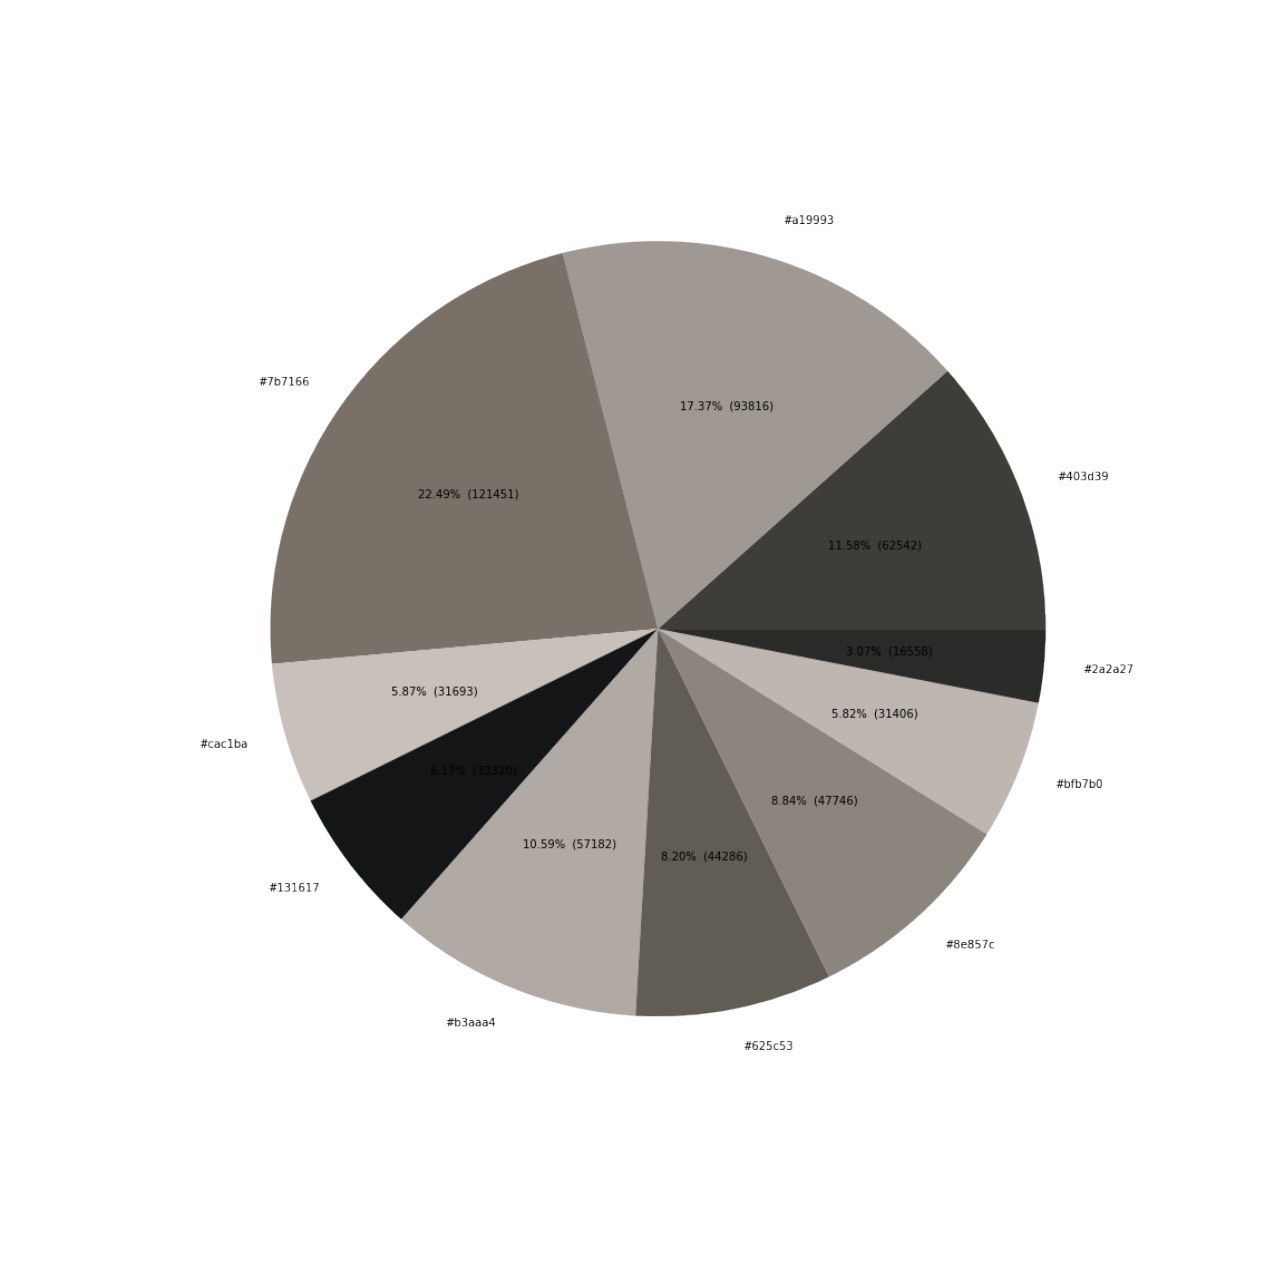 #a19993
#7b7166
17.37%  (93816)
#403d39
22.49%  (121451)
11.58%  (62542)
3.07%  (16558)
#2a2a27
5.87%  (31693)
5.82%  (31406)
#cac1ba
6.17%  (33320)
#bfb7b0
8.84%  (47746)
10.59%  (57182)
8.20%  (44286)
#131617
#8e857c
#b3aaa4
#625c53